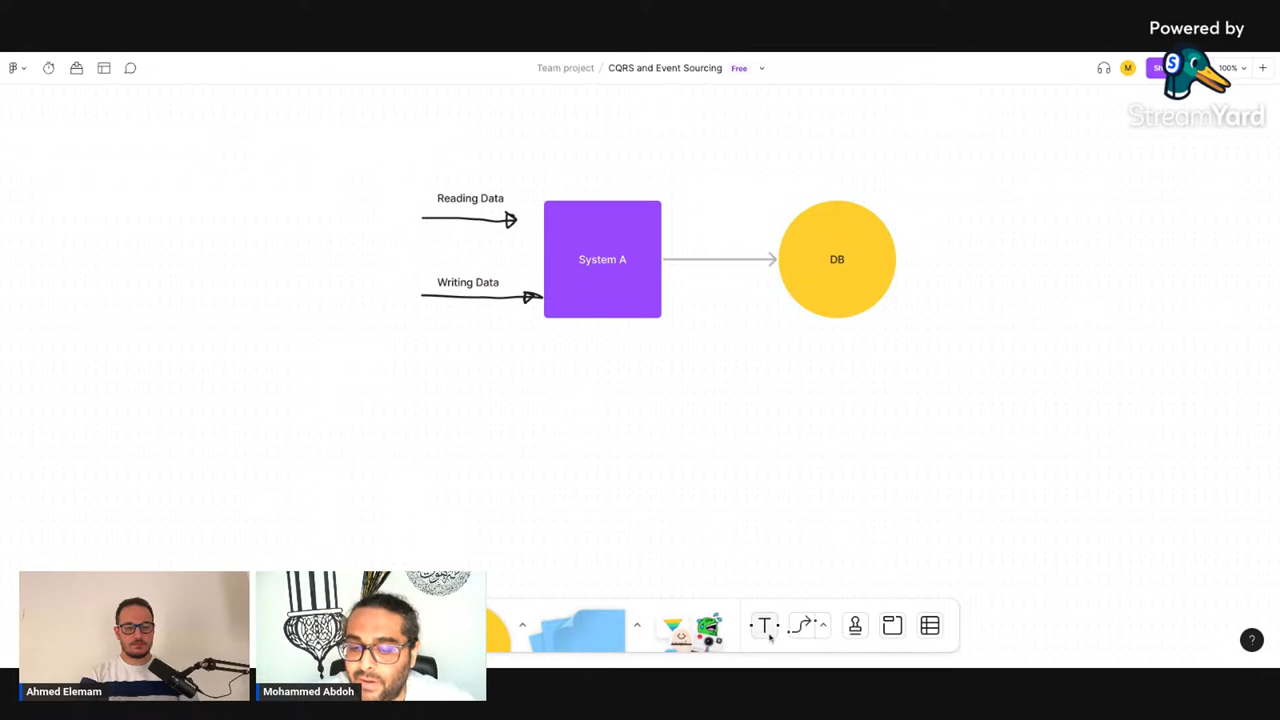 Powered by
StreamYard
Team project / CQRS and Event Sourcing Free
M
Sh
100%
Reading Data
Writing Data
System A
DB
T
?
Ahmed Elemam
Mohammed Abdoh